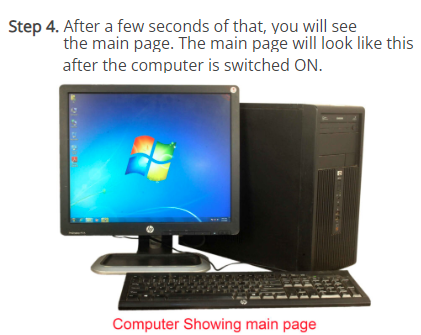 Step 4. After a few seconds of that, you will see
the main page. The main page will look like this
after the computer is switched ON.
hp
Computer Showing main page